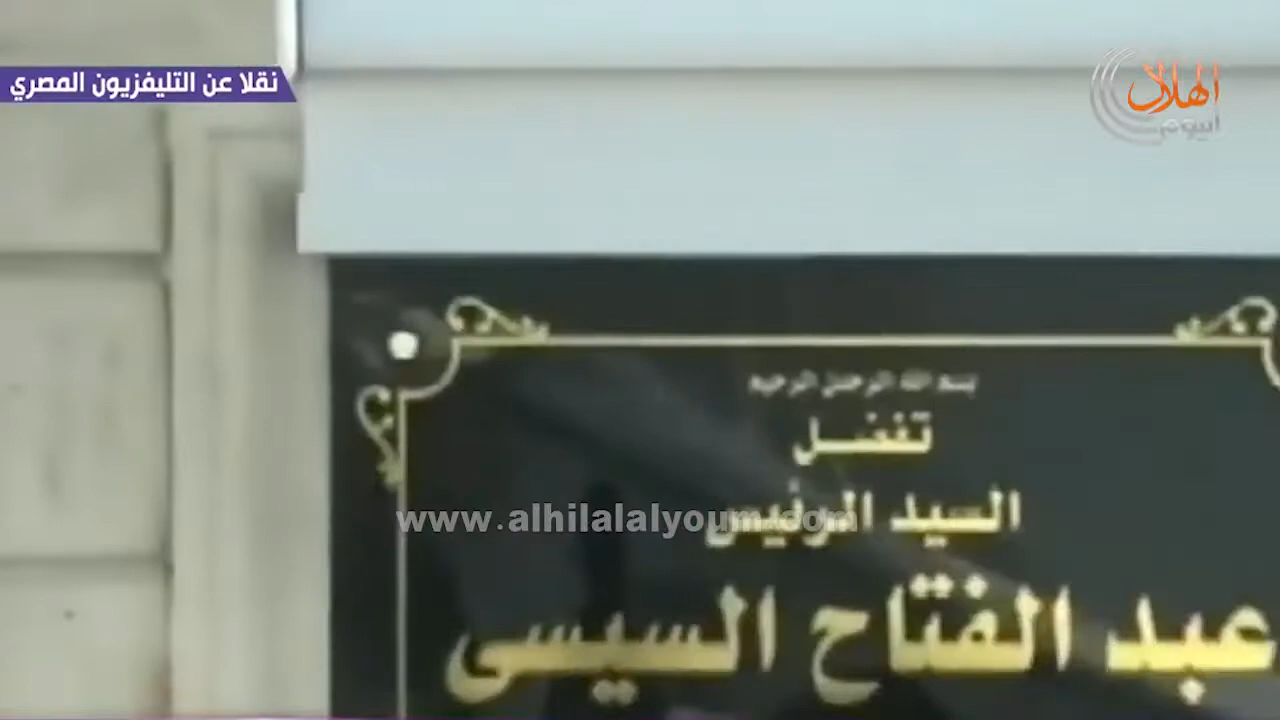 نقلا عن التليفزيون المصري
الهلال
اليوم
بسم الله الرحمن الرحيم
تفضل
السيد الرئيس
www.alhilalalyoum.com
عبد الفتاح السيسى